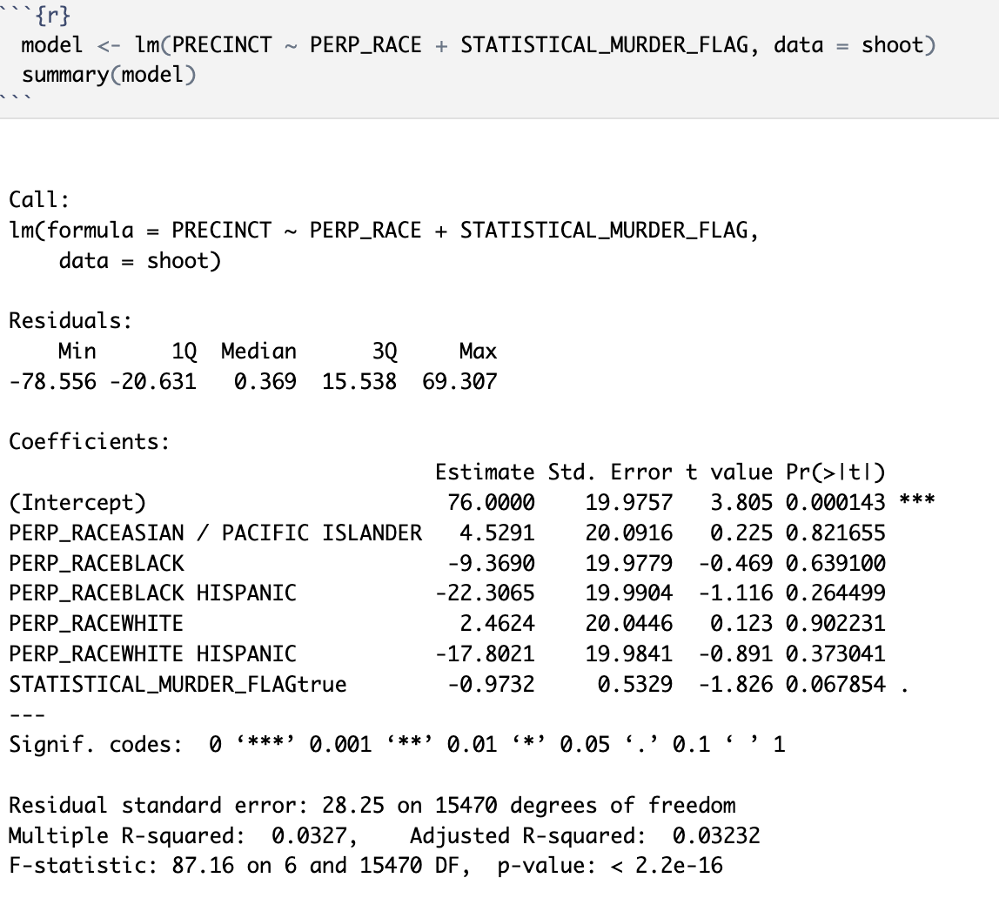 ```{r}
model <- lm(PRECINCT ~ PERP_RACE + STATISTICAL_MURDER_FLAG, data = shoot)
summary(model)
```
Call:
lm(formula = PRECINCT ~ PERP_RACE + STATISTICAL_MURDER_FLAG,
    data = shoot)
Residuals:
    Min      1Q  Median      3Q     Max
-78.556 -20.631   0.369  15.538  69.307
Coefficients:
                                  Estimate Std. Error t value Pr(>|t|)
(Intercept)                        76.0000    19.9757   3.805 0.000143 ***
PERP_RACEASIAN / PACIFIC ISLANDER   4.5291    20.0916   0.225 0.821655
PERP_RACEBLACK                     -9.3690    19.9779  -0.469 0.639100
PERP_RACEBLACK HISPANIC           -22.3065    19.9904  -1.116 0.264499
PERP_RACEWHITE                      2.4624    20.0446   0.123 0.902231
PERP_RACEWHITE HISPANIC           -17.8021    19.9841  -0.891 0.373041
STATISTICAL_MURDER_FLAGtrue        -0.9732     0.5329  -1.826 0.067854 .
---
Signif. codes:  0 ‘***’ 0.001 ‘**’ 0.01 ‘*’ 0.05 ‘.’ 0.1 ‘ ’ 1
Residual standard error: 28.25 on 15470 degrees of freedom
Multiple R-squared:  0.0327,    Adjusted R-squared:  0.03232
F-statistic: 87.16 on 6 and 15470 DF,  p-value: < 2.2e-16